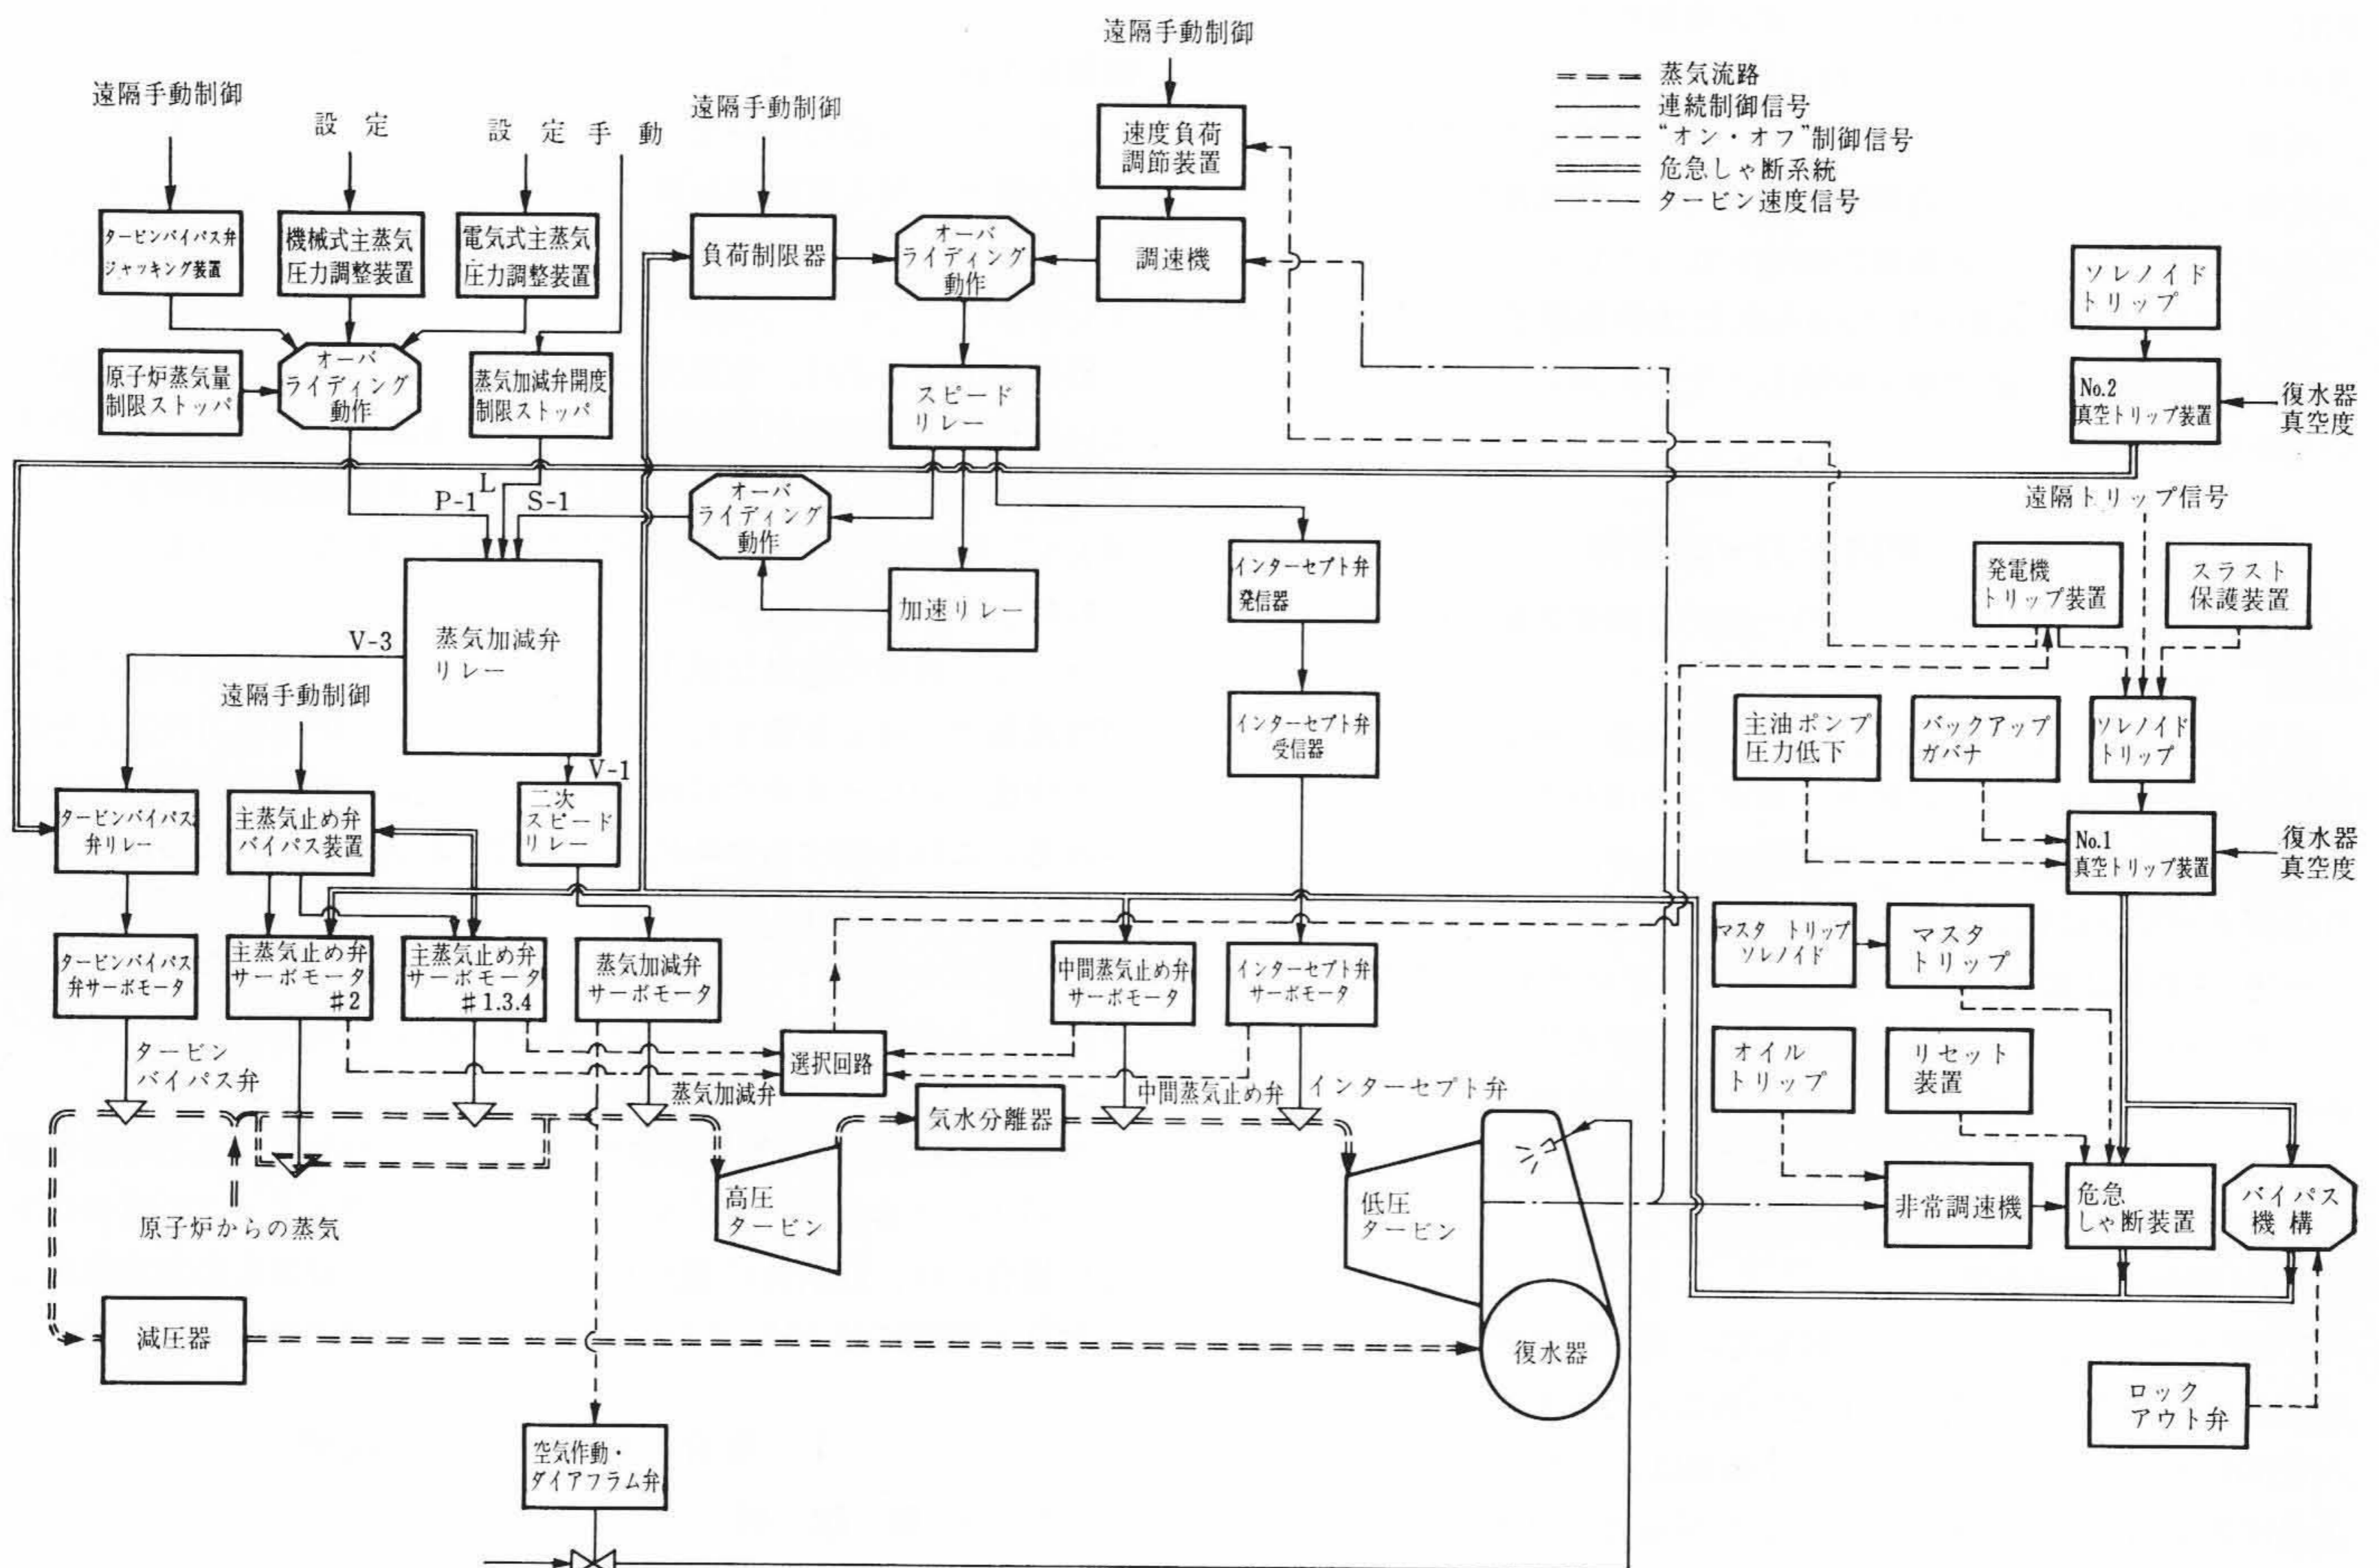 遠隔手動制御
遠隔手動制御
設 定
設 定 手 動
遠隔手動制御
蒸気流路
連続制御信号
“オン・オフ”制御信号
危急しゃ断系統
タービン速度信号
速度負荷
調節装置
タービンバイパス弁
ジャッキング装置
機械式主蒸気
圧力調整装置
電気式主蒸気
圧力調整装置
負荷制限器
オーバ
ライディング
動作
調速機
ソレノイド
トリップ
原子炉蒸気量
制限ストッパ
オーバ
ライディング
動作
蒸気加減弁開度
制限ストッパ
スピード
リレー
No.2
真空トリップ装置
復水器
真空度
P-1
L
S-1
オーバ
ライディング
動作
遠隔トリップ信号
インターセプト弁
発信器
発電機
トリップ装置
スラスト
保護装置
加速リレー
蒸気加減弁
リレー
V-3
遠隔手動制御
インターセプト弁
受信器
主油ポンプ
圧力低下
バックアップ
ガバナ
ソレノイド
トリップ
V-1
タービンバイパス
弁リレー
主蒸気止め弁
バイパス装置
二次
スピード
リレー
No.1
真空トリップ装置
復水器
真空度
タービンバイパス
弁サーボモータ
主蒸気止め弁
サーボモータ
#2
主蒸気止め弁
サーボモータ
#1.3.4
蒸気加減弁
サーボモータ
中間蒸気止め弁
サーボモータ
インターセプト弁
サーボモータ
マスタ トリップ
ソレノイド
マスタ
トリップ
タービン
バイパス弁
選択回路
オイル
トリップ
リセット
装置
蒸気加減弁
中間蒸気止め弁
インターセプト弁
気水分離器
原子炉からの蒸気
高圧
タービン
低圧
タービン
非常調速機
危急
しゃ断装置
バイパス
機構
減圧器
復水器
ロック
アウト弁
空気作動・
ダイアフラム弁